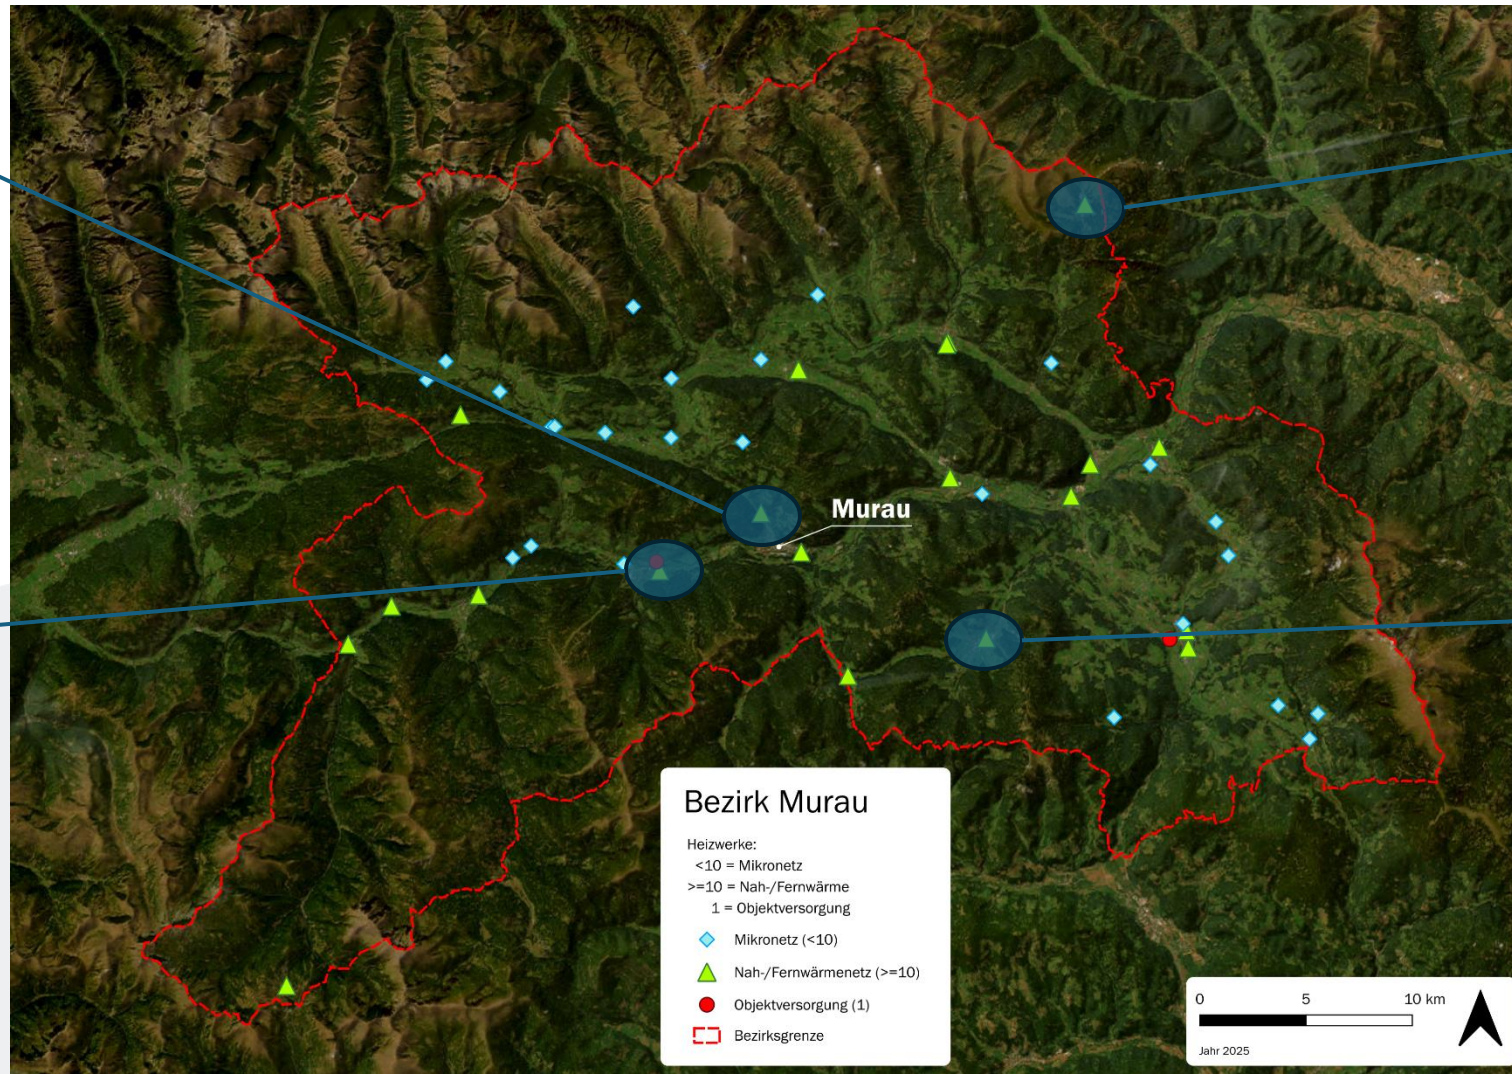 Murau
Bezirk Murau
Heizwerke:
<10 = Mikronetz
>=10 = Nah-/Fernwärme
1 = Objektversorgung
Mikronetz (<10)
Nah-/Fernwärmenetz (>=10)
Objektversorgung (1)
Bezirksgrenze
0 5 10 km
Jahr 2025